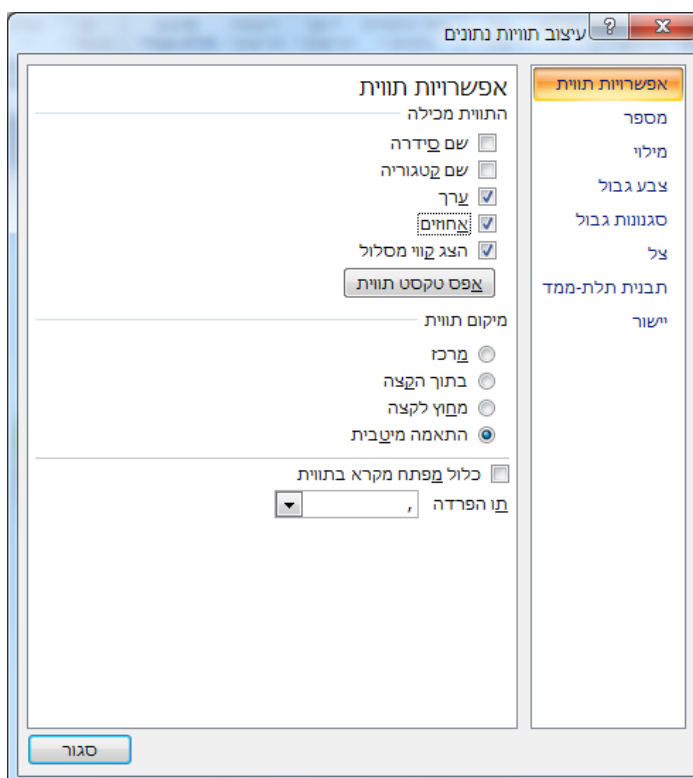 עיצוב תוויות נתונים
אפשרויות תווית
מספר
מילוי
צבע גבול
סגנונות גבול
צל
תבנית תלת-ממד
יישור
אפשרויות תווית
התווית מכילה
שם סידרה
שם קטגוריה
ערך
אחוזים
הצג קווי מסלול
אפס טקסט תווית
מיקום תווית
מרכז
בתוך הקצה
מחוץ לקצה
התאמה מיטבית
כלול מפתח מקרא בתווית
תו הפרדה ,
סגור